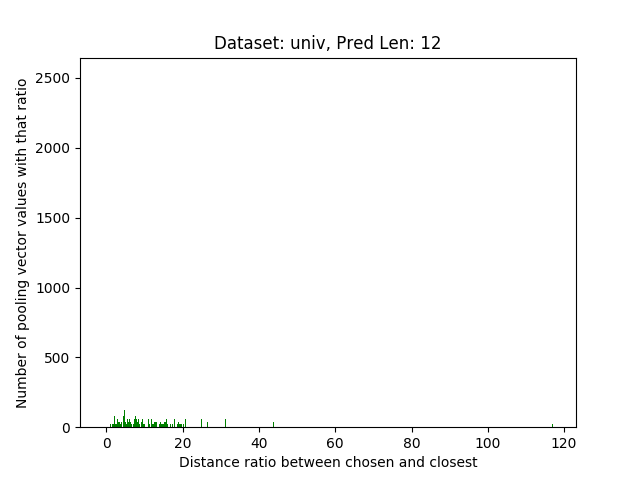 Dataset: univ, Pred Len: 12
Number of pooling vector values with that ratio
2500
2000
1500
1000
500
0
0 20 40 60 80 100 120
Distance ratio between chosen and closest